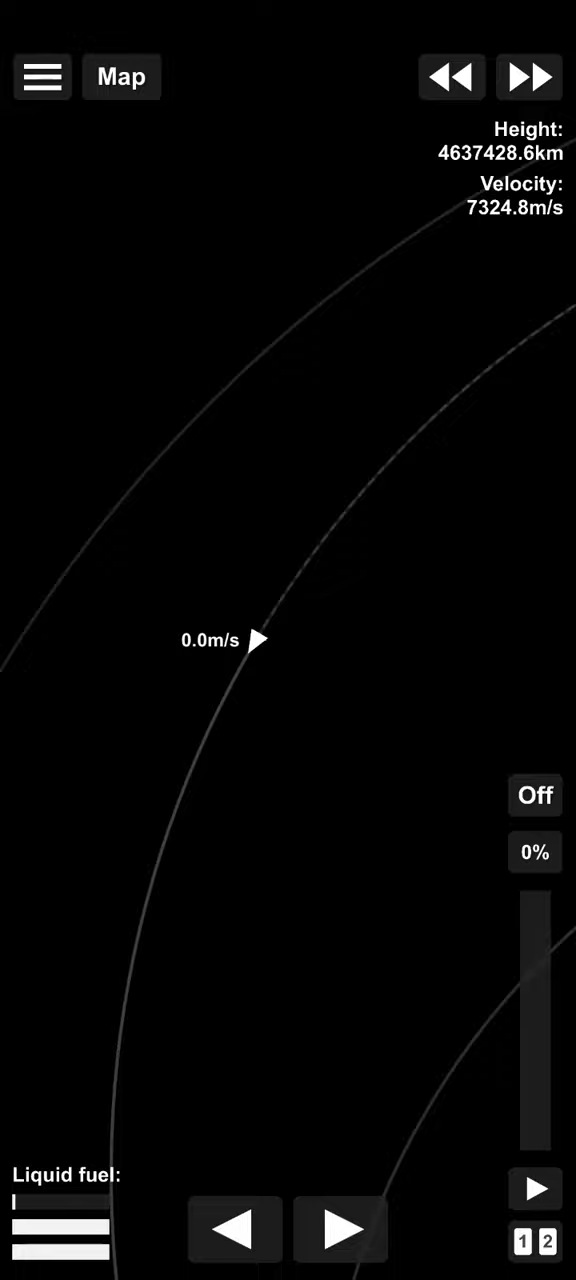 Map
Height:
4637428.6km
Velocity:
7324.8m/s
0.0m/s
Off
0%
Liquid fuel:
1 2